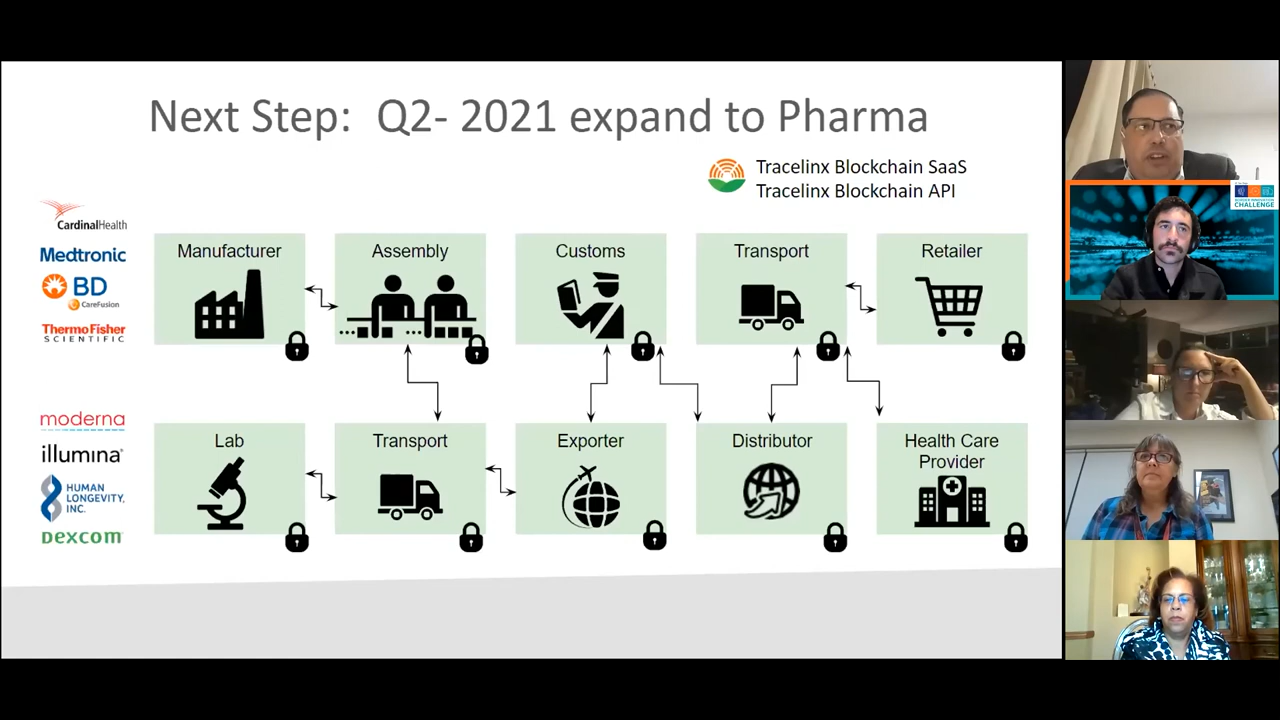 Next Step: Q2- 2021 expand to Pharma
Tracelinx Blockchain SaaS
Tracelinx Blockchain API
CardinalHealth
Medtronic
BD
CareFusion
ThermoFisher
SCIENTIFIC
Manufacturer
Assembly
Customs
Transport
Retailer
moderna
illumina®
HUMAN
LONGEVITY,
INC.
DEXCOM
Lab
Transport
Exporter
Distributor
Health Care
Provider
CHALLENGE